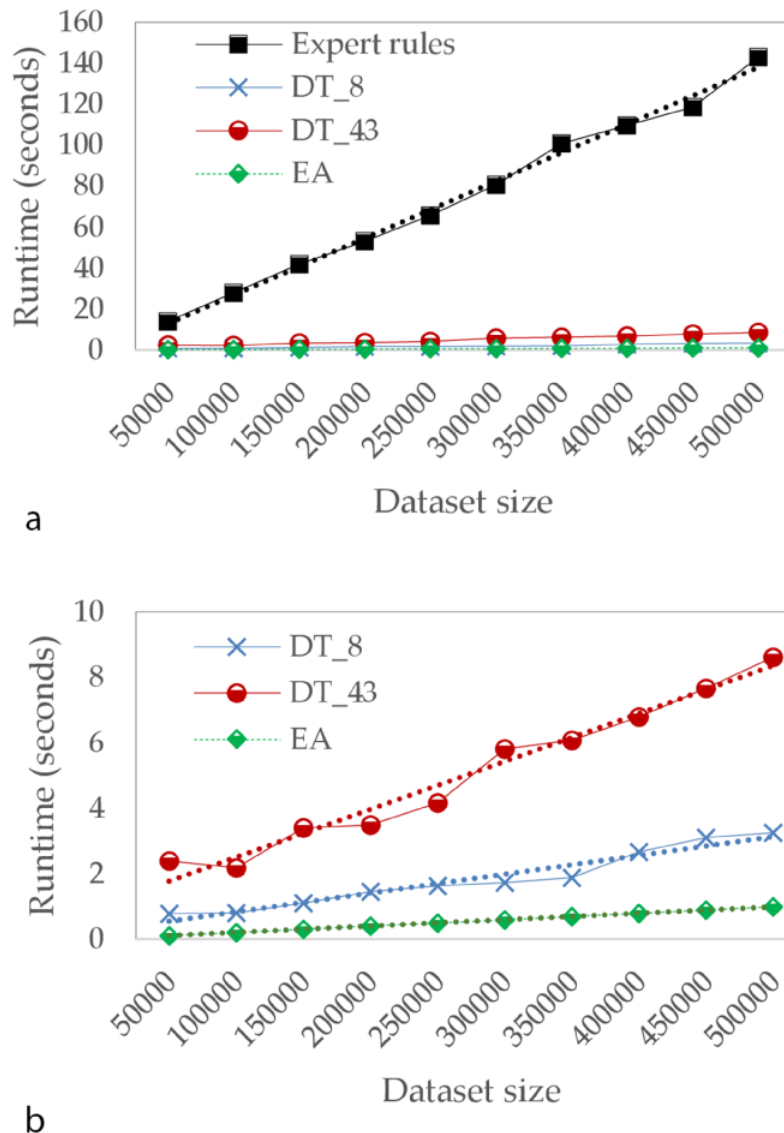 160
140
120
100
80
60
40
20
0
Runtime (seconds)
Expert rules
DT_8
DT_43
EA
50000
100000
150000
200000
250000
300000
350000
400000
450000
500000
Dataset size
a
10
8
6
4
2
0
Runtime (seconds)
DT_8
DT_43
EA
50000
100000
150000
200000
250000
300000
350000
400000
450000
500000
Dataset size
b